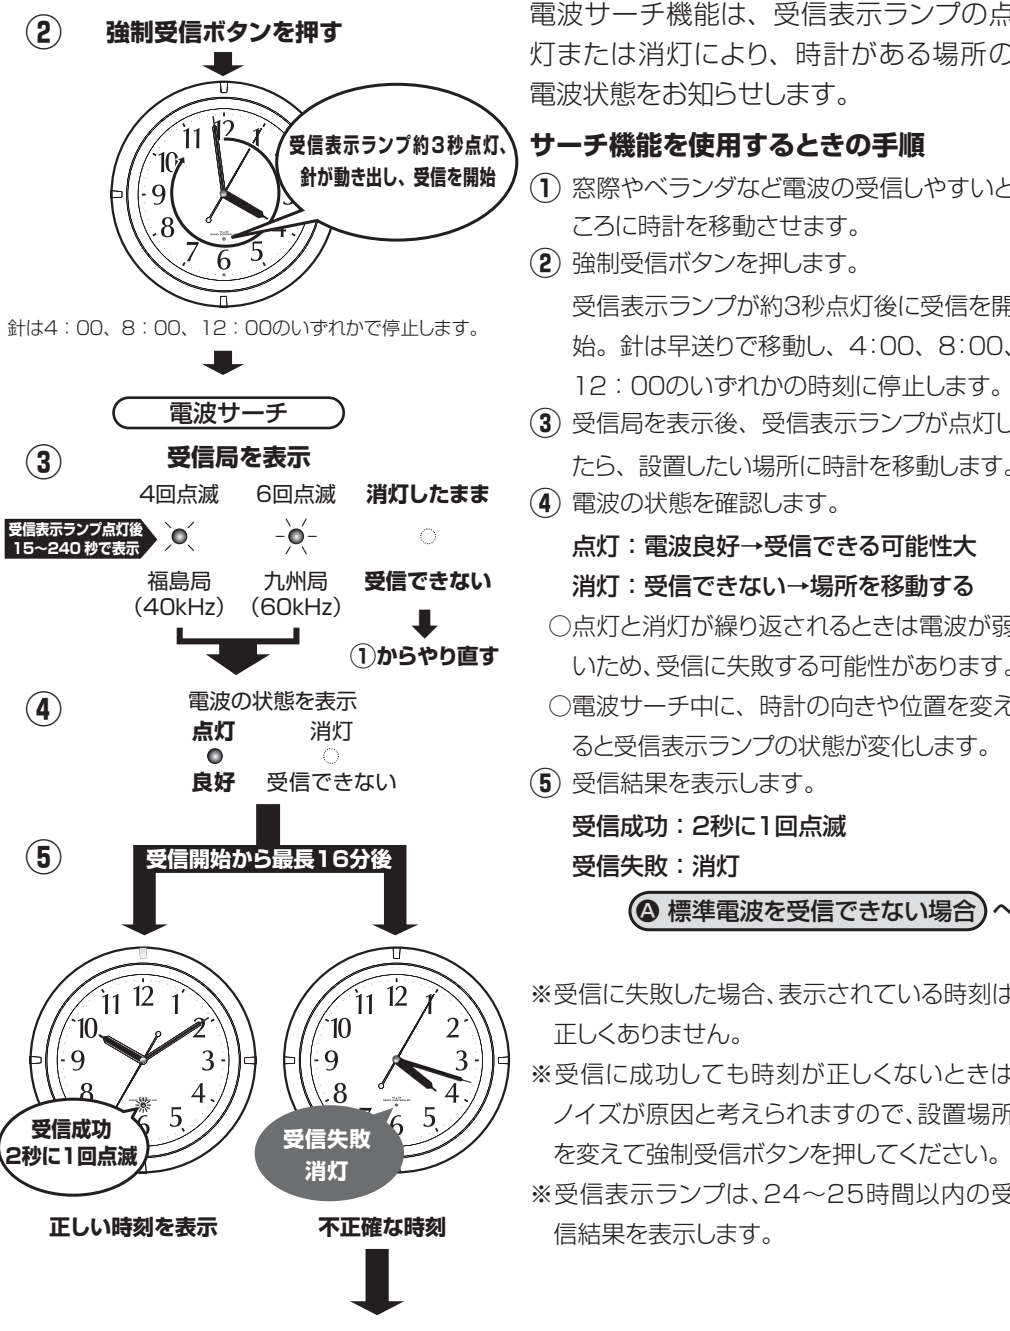 ② 強制受信ボタンを押す
11 12 1
10
9
8
7 6 5
受信表示ランプ約3秒点灯、
針が動き出し、受信を開始
針は4：00、8：00、12：00のいずれかで停止します。
電波サーチ
③ 受信局を表示
4回点滅 6回点滅 消灯したまま
受信表示ランプ点灯後
15〜240 秒で表示
福島局 九州局 受信できない
（40kHz） （60kHz）
①からやり直す
④ 電波の状態を表示
点灯 消灯
良好 受信できない
⑤ 受信開始から最長16分後
11 12 1
10 2
9 3
8 4
6 5
受信成功
2秒に1回点滅
正しい時刻を表示
11 12 1
10 2
9 3
8 4
6 5
受信失敗
消灯
不正確な時刻
電波サーチ機能は、受信表示ランプの点
灯または消灯により、時計がある場所の
電波状態をお知らせします。
サーチ機能を使用するときの手順
① 窓際やベランダなど電波の受信しやすいと
ころに時計を移動させます。
② 強制受信ボタンを押します。
受信表示ランプが約3秒点灯後に受信を開
始。針は早送りで移動し、4:00、8:00、
12：00のいずれかの時刻に停止します。
③ 受信局を表示後、受信表示ランプが点灯し
たら、設置したい場所に時計を移動します。
④ 電波の状態を確認します。
点灯：電波良好→受信できる可能性大
消灯：受信できない→場所を移動する
○点灯と消灯が繰り返されるときは電波が弱
いため、受信に失敗する可能性があります。
○電波サーチ中に、時計の向きや位置を変え
ると受信表示ランプの状態が変化します。
⑤ 受信結果を表示します。
受信成功：2秒に1回点滅
受信失敗：消灯
Ⓐ 標準電波を受信できない場合 へ
※受信に失敗した場合、表示されている時刻は
正しくありません。
※受信に成功しても時刻が正しくないときは
ノイズが原因と考えられますので、設置場所
を変えて強制受信ボタンを押してください。
※受信表示ランプは、24〜25時間以内の受
信結果を表示します。